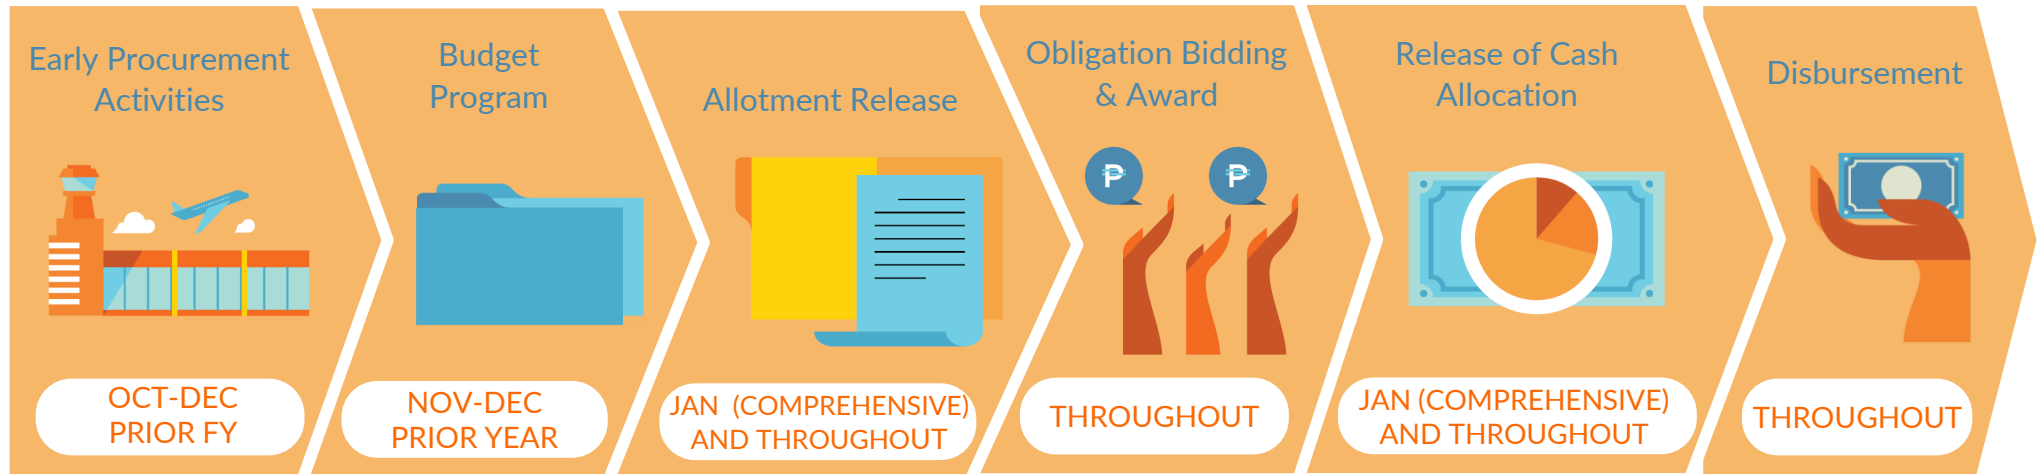 Early Procurement
Activities
OCT-DEC
PRIOR FY
Budget
Program
NOV-DEC
PRIOR YEAR
Allotment Release
JAN (COMPREHENSIVE)
AND THROUGHOUT
Obligation Bidding
& Award
₱ ₱
THROUGHOUT
Release of Cash
Allocation
JAN (COMPREHENSIVE)
AND THROUGHOUT
Disbursement
THROUGHOUT